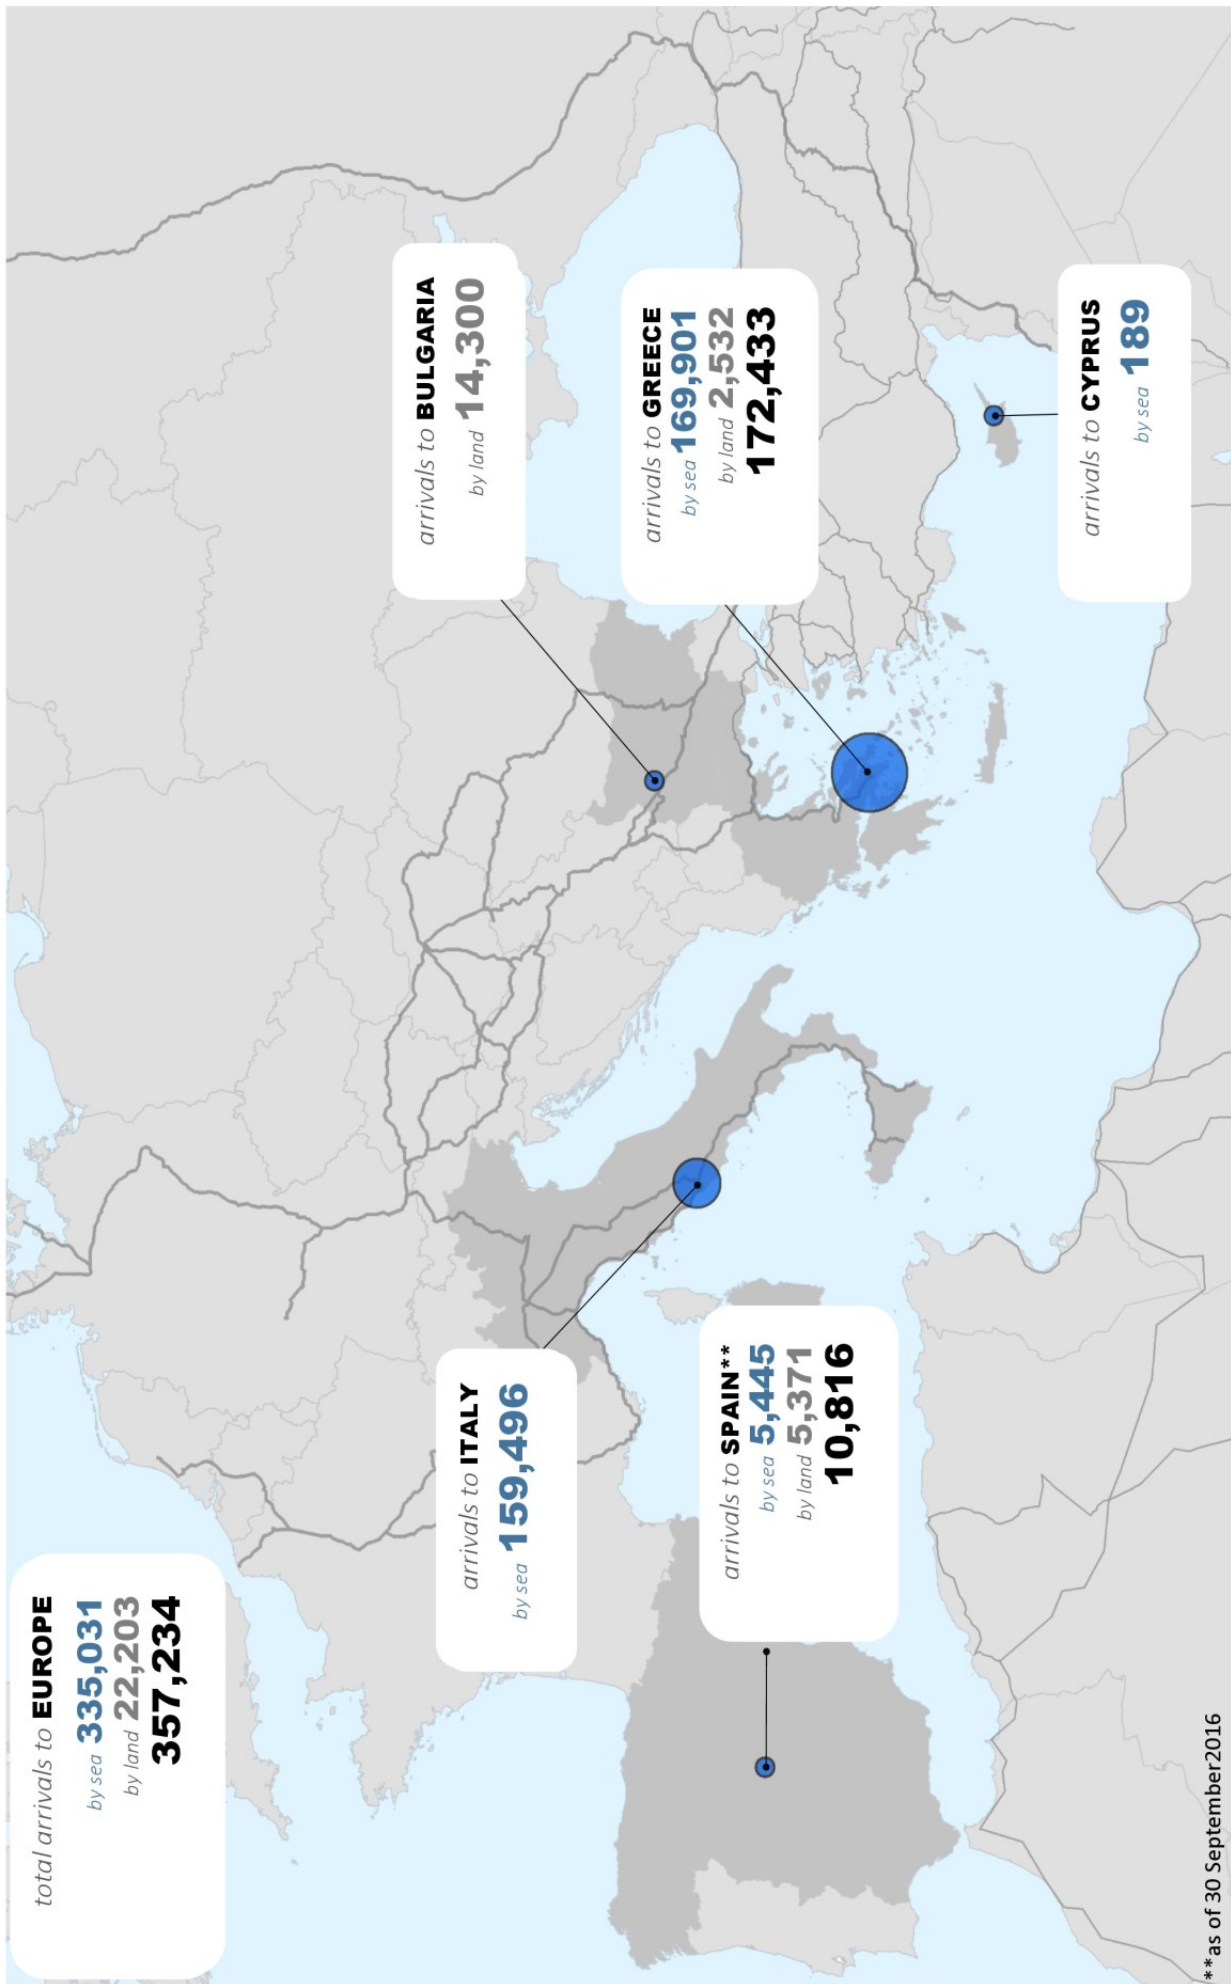 total arrivals to EUROPE
by sea 335,031
by land 22,203
357,234
arrivals to ITALY
by sea 159,496
arrivals to SPAIN**
by sea 5,445
by land 5,371
10,816
arrivals to BULGARIA
by land 14,300
arrivals to GREECE
by sea 169,901
by land 2,532
172,433
arrivals to CYPRUS
by sea 189
**as of 30 September2016